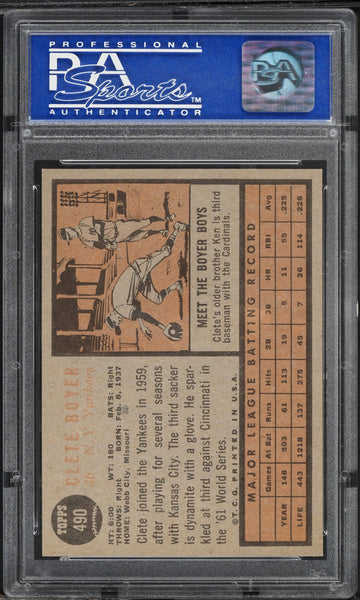 PROFESSIONAL
PSA
Sports™
AUTHENTICATOR
PSA
TOPPS
490
CLETE BOYER
3b N.Y. Yankees
HT: 6:00 WT: 180 BATS: Right
THROWS: Right BORN: Feb. 8, 1937
HOME: Webb City, Missouri
Clete joined the Yankees in 1959,
after playing for several seasons
with Kansas City. The third sacker
is dynamite with a glove. He spar-
kled at third against Cincinnati in
the '61 World Series.
©T.C.G. PRINTED IN U.S.A.
MEET THE BOYER BOYS
Clete's older brother Ken is third
baseman with the Cardinals.
MAJOR LEAGUE BATTING RECORD
Games At Bat Runs Hits 2B 3B HR RBI Avg.
YEAR 148 503 61 113 19 5 11 55 .225
LIFE 443 1218 137 275 45 7 26 114 .226